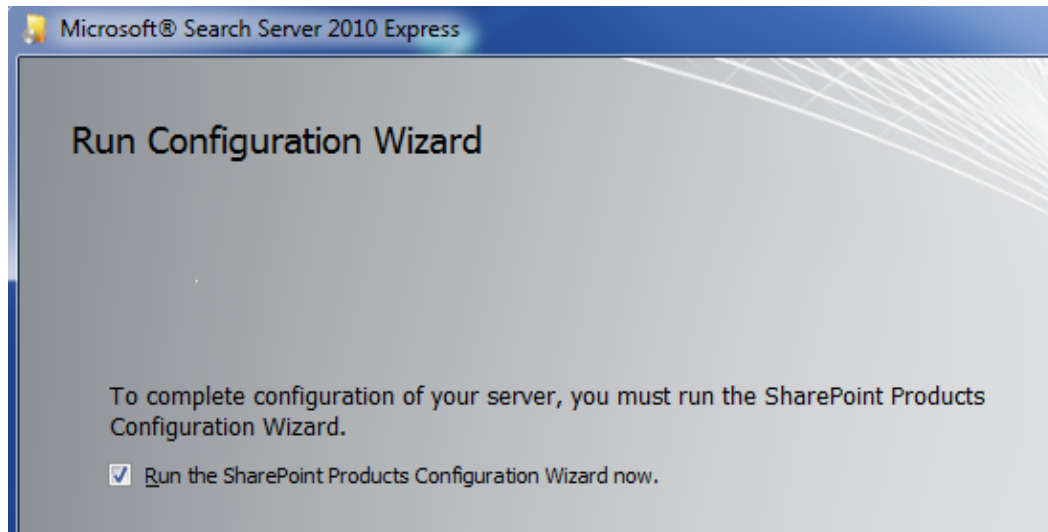 Microsoft® Search Server 2010 Express
Run Configuration Wizard
To complete configuration of your server, you must run the SharePoint Products
Configuration Wizard.
Run the SharePoint Products Configuration Wizard now.